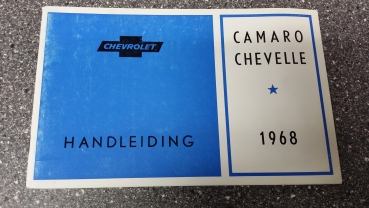 CHEVROLET
HANDLEIDING
CAMARO
CHEVELLE
1968